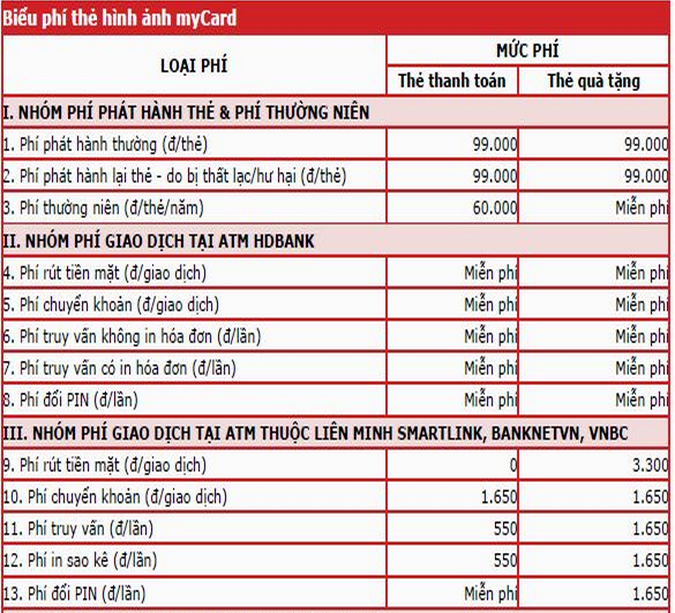 Biểu phí thẻ hình ảnh myCard
LOẠI PHÍ
MỨC PHÍ
Thẻ thanh toán Thẻ quà tặng
I. NHÓM PHÍ PHÁT HÀNH THẺ & PHÍ THƯỜNG NIÊN
1. Phí phát hành thường (đ/thẻ) 99.000 99.000
2. Phí phát hành lại thẻ - do bị thất lạc/hư hại (đ/thẻ) 99.000 99.000
3. Phí thường niên (đ/thẻ/năm) 60.000 Miễn phí
II. NHÓM PHÍ GIAO DỊCH TẠI ATM HDBANK
4. Phí rút tiền mặt (đ/giao dịch) Miễn phí Miễn phí
5. Phí chuyển khoản (đ/giao dịch) Miễn phí Miễn phí
6. Phí truy vấn không in hóa đơn (đ/lần) Miễn phí Miễn phí
7. Phí truy vấn có in hóa đơn (đ/lần) Miễn phí Miễn phí
8. Phí đổi PIN (đ/lần) Miễn phí Miễn phí
III. NHÓM PHÍ GIAO DỊCH TẠI ATM THUỘC LIÊN MINH SMARTLINK, BANKNETVN, VNBC
9. Phí rút tiền mặt (đ/giao dịch) 0 3.300
10. Phí chuyển khoản (đ/giao dịch) 1.650 1.650
11. Phí truy vấn (đ/lần) 550 1.650
12. Phí in sao kê (đ/lần) 550 1.650
13. Phí đổi PIN (đ/lần) Miễn phí 1.650